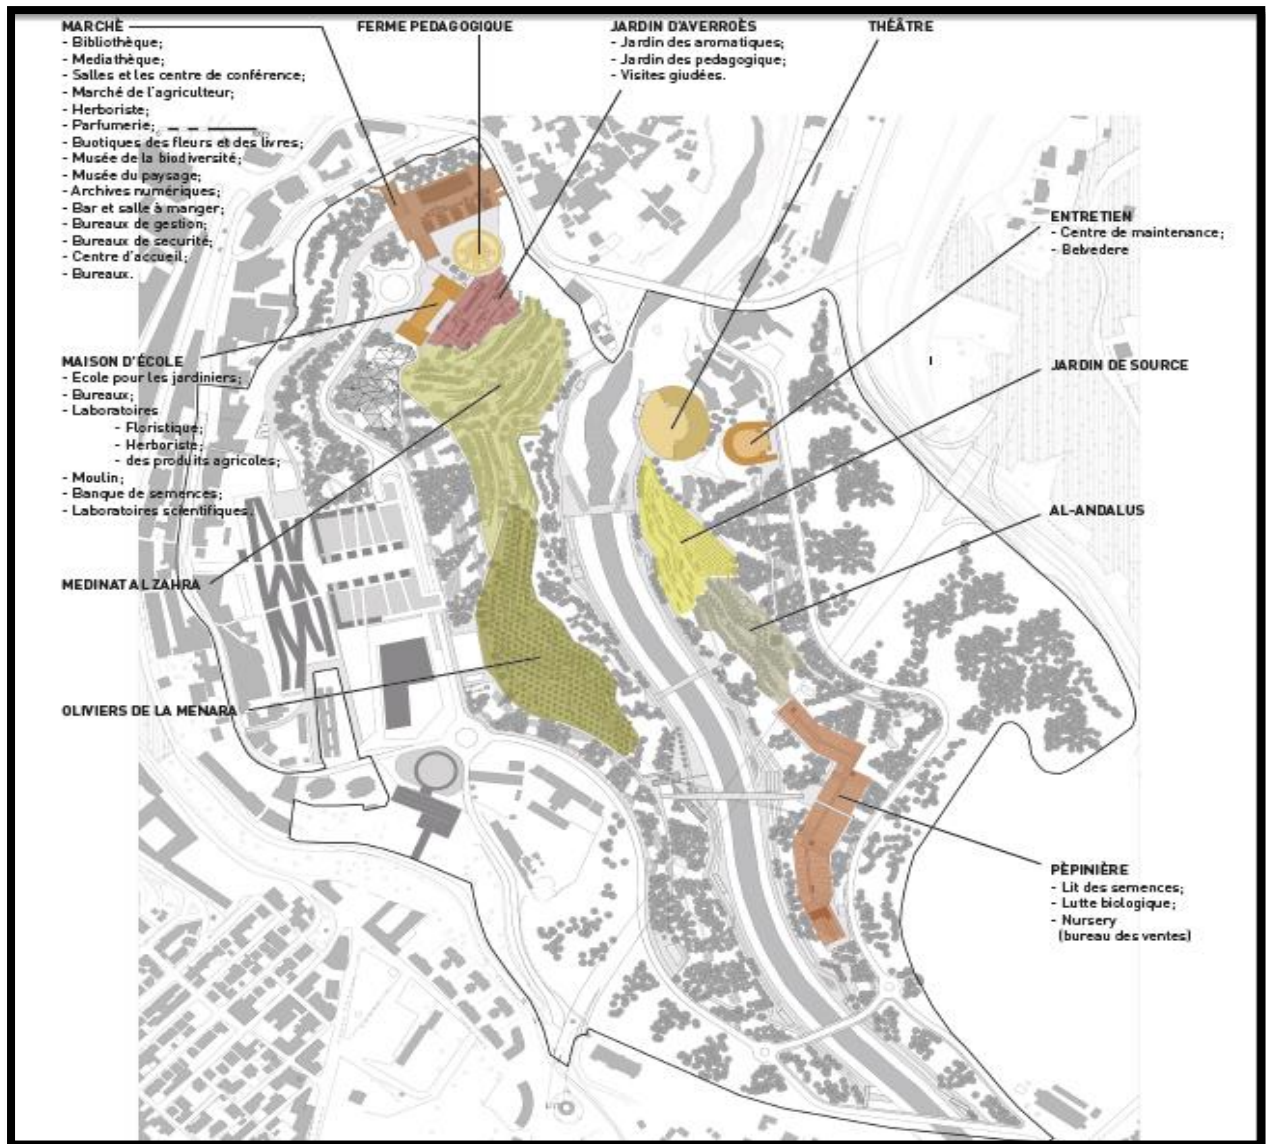 MARCHÈ
- Bibliothèque;
- Mediathèque;
- Salles et les centre de conférence;
- Marché de l'agriculteur;
- Herboriste;
- Parfumerie;
- Buotiques des fleurs et des livres;
- Musée de la biodiversité;
- Musée du paysage;
- Archives numériques;
- Bar et salle à manger;
- Bureaux de gestion;
- Bureaux de securité;
- Centre d'accueil;
- Bureaux.
FERME PEDAGOGIQUE
JARDIN D'AVERROÈS
- Jardin des aromatiques;
- Jardin des pedagogique;
- Visites giudées.
THÉÂTRE
ENTRETIEN
- Centre de maintenance;
- Belvedere
MAISON D'ÉCOLE
- Ecole pour les jardiniers;
- Bureaux;
- Laboratoires
- Floristique;
- Herboriste;
- des produits agricoles;
- Moulin;
- Banque de semences;
- Laboratoires scientifiques.
JARDIN DE SOURCE
AL-ANDALUS
MEDINAT AL ZAHRA
OLIVIERS DE LA MENARA
PÈPINIÈRE
- Lit des semences;
- Lutte biologique;
- Nursery
(bureau des ventes)